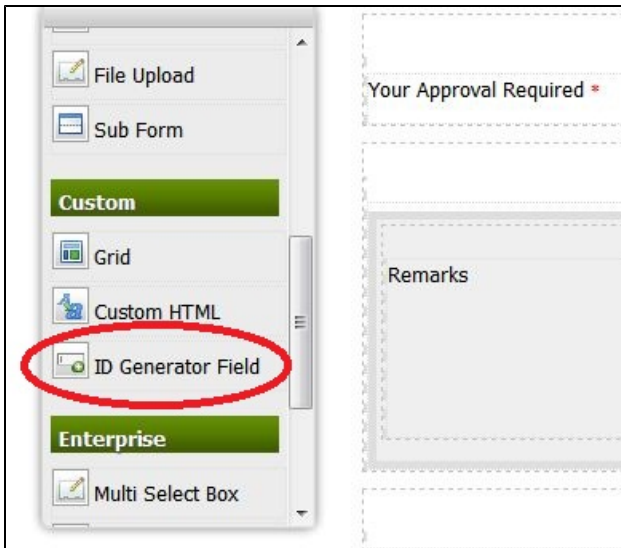 File Upload
Sub Form
Custom
Grid
Custom HTML
ID Generator Field
Enterprise
Multi Select Box
Your Approval Required *
Remarks